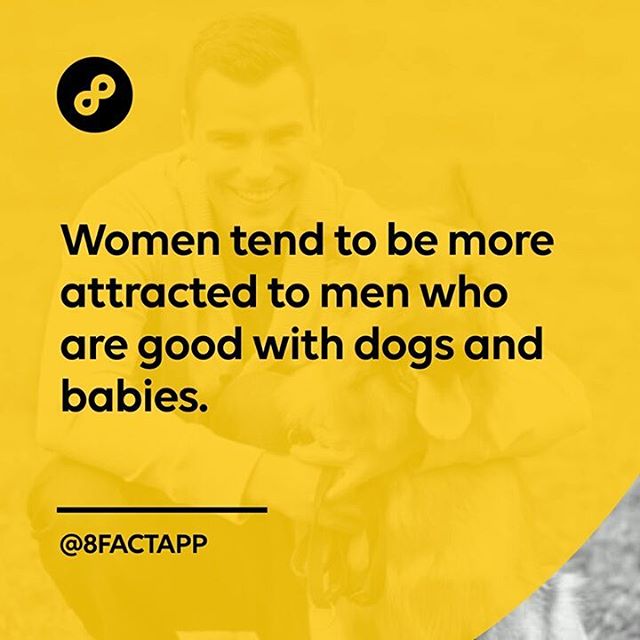 Women tend to be more
attracted to men who
are good with dogs and
babies.
@8FACTAPP